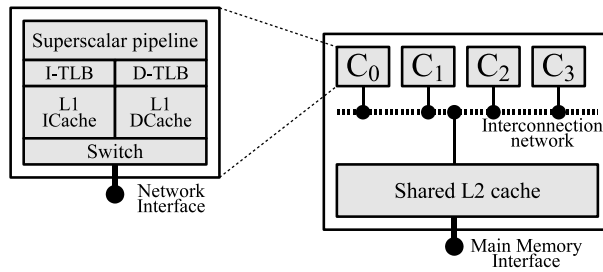 Superscalar pipeline
I-TLB
D-TLB
L1
ICache
L1
DCache
Switch
Network
Interface
C0
C1
C2
C3
Interconnection
network
Shared L2 cache
Main Memory
Interface